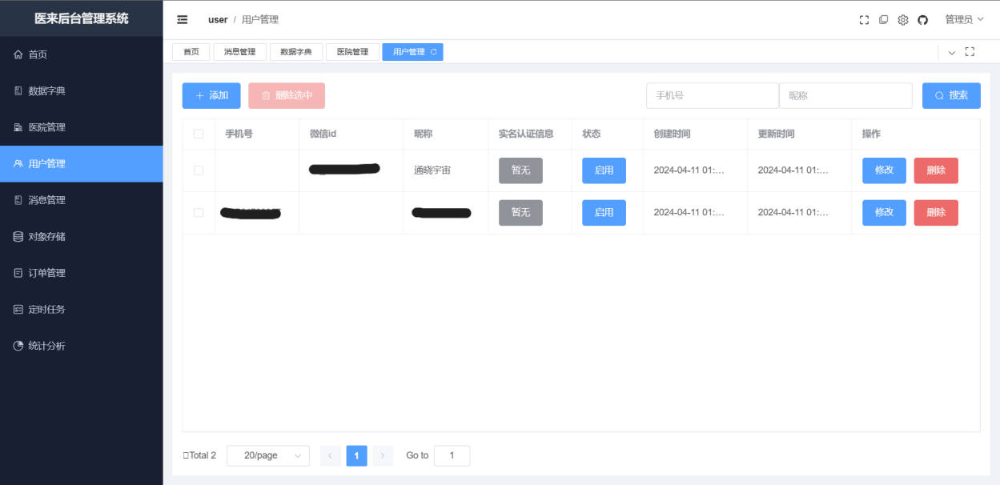 医来后台管理系统
user / 用户管理
管理员
首页
数据字典
医院管理
用户管理
消息管理
对象存储
订单管理
定时任务
统计分析
首页 消息管理 数据字典 医院管理 用户管理
添加 删除选中 手机号 昵称 搜索
手机号 微信id 昵称 实名认证信息 状态 创建时间 更新时间 操作
通晓宇宙 暂无 启用 2024-04-11 01:... 2024-04-11 01:... 修改 删除
暂无 启用 2024-04-11 01:... 2024-04-11 01:... 修改 删除
Total 2 20/page 1 Go to 1